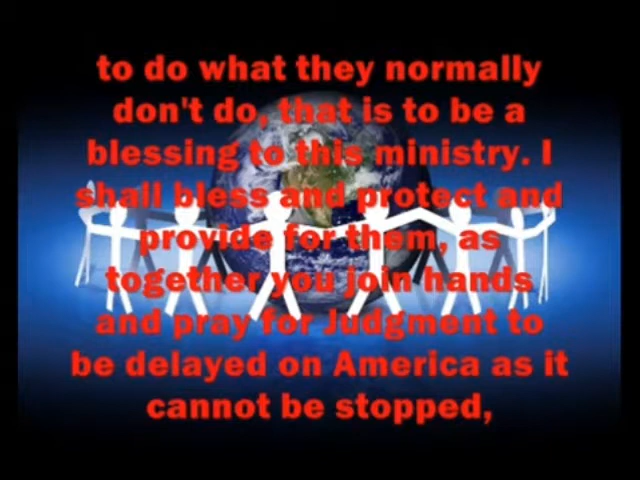 to do what they normally
don't do, that is to be a
blessing to this ministry. I
shall bless and protect and
provide for them, as
together you join hands
and pray for Judgment to
be delayed on America as it
cannot be stopped,